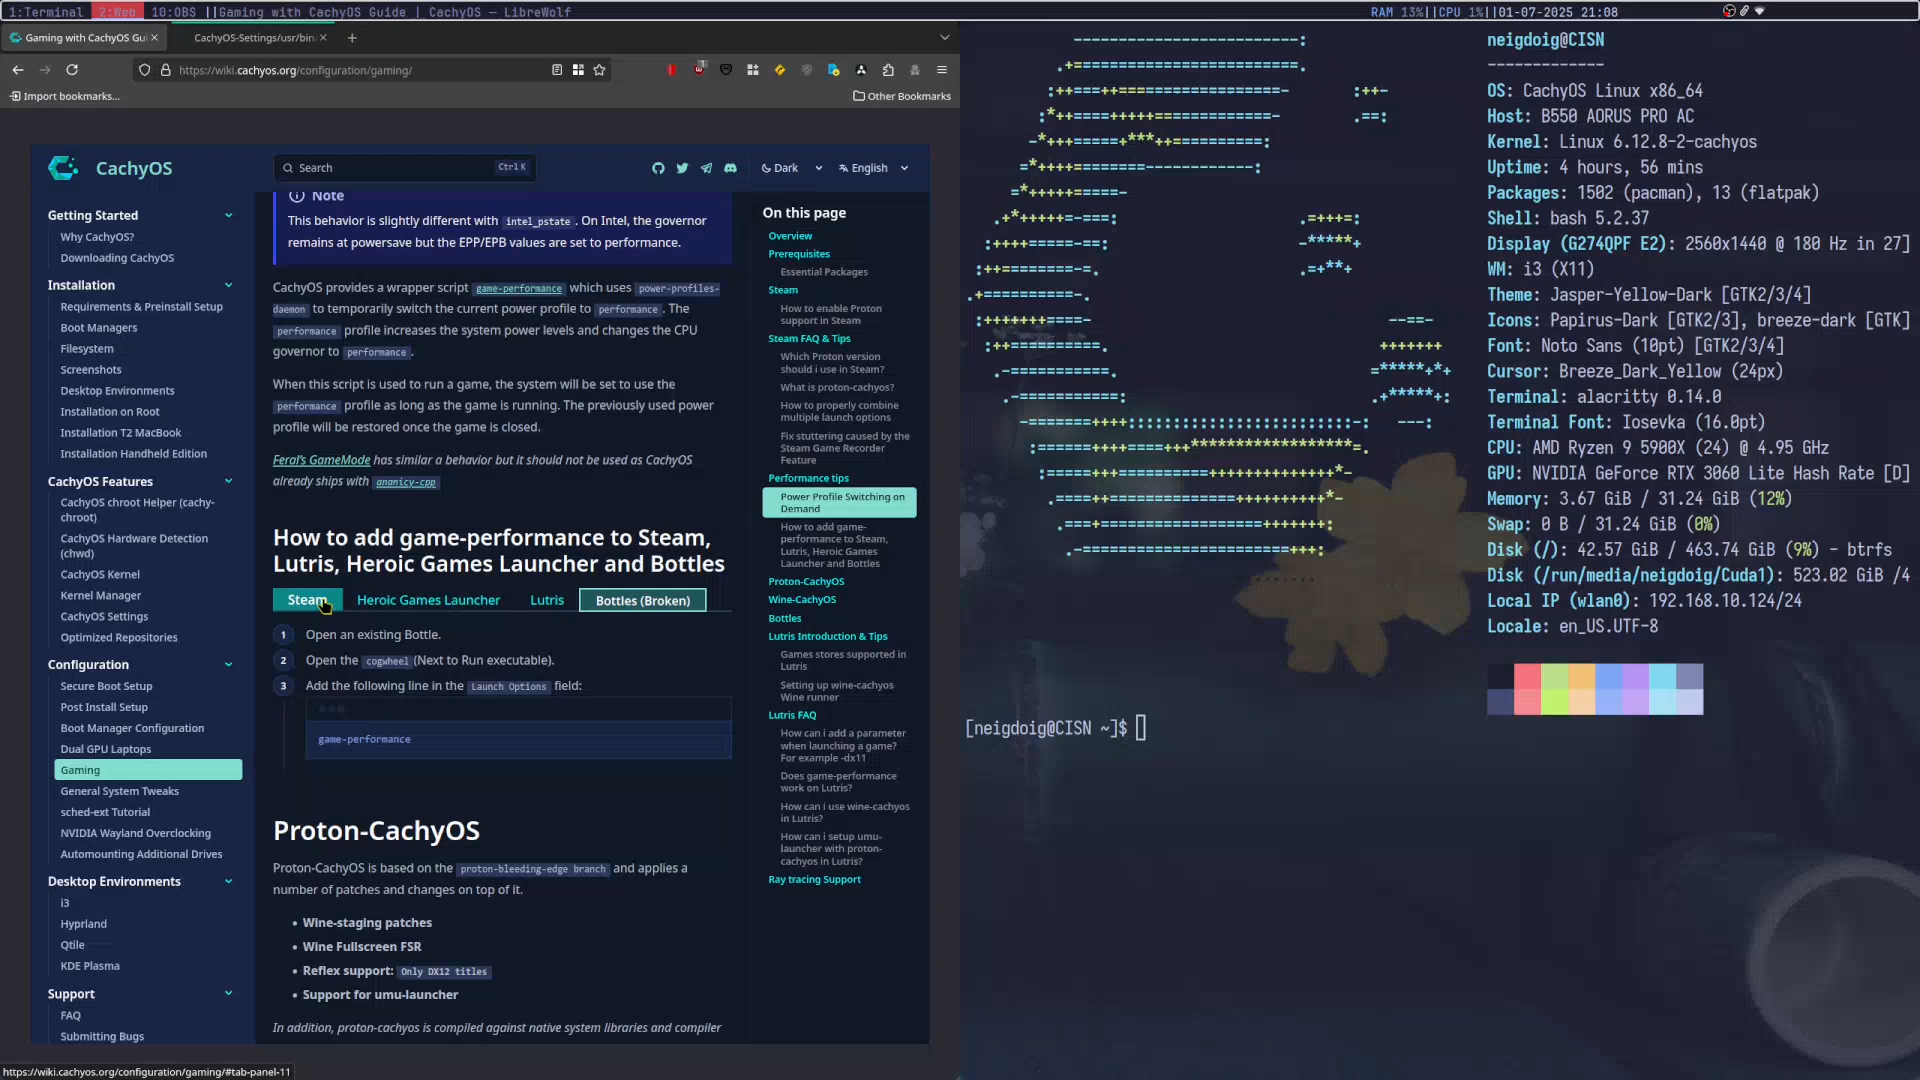 1:Terminal 2:Web 10:OBS ||Gaming with CachyOS Guide | CachyOS — LibreWolf
RAM 13%||CPU 1%||01-07-2025 21:08
Gaming with CachyOS Gui
CachyOS-Settings/usr/bin
https://wiki.cachyos.org/configuration/gaming/
Import bookmarks...
Other Bookmarks
CachyOS
Search
Ctrl K
Dark
English
Getting Started
Why CachyOS?
Downloading CachyOS
Installation
Requirements & Preinstall Setup
Boot Managers
Filesystem
Screenshots
Desktop Environments
Installation on Root
Installation T2 MacBook
Installation Handheld Edition
CachyOS Features
CachyOS chroot Helper (cachy-
chroot)
CachyOS Hardware Detection
(chwd)
CachyOS Kernel
Kernel Manager
CachyOS Settings
Optimized Repositories
Configuration
Secure Boot Setup
Post Install Setup
Boot Manager Configuration
Dual GPU Laptops
Gaming
General System Tweaks
sched-ext Tutorial
NVIDIA Wayland Overclocking
Automounting Additional Drives
Desktop Environments
i3
Hyprland
Qtile
KDE Plasma
Support
FAQ
Submitting Bugs
Note
This behavior is slightly different with intel_pstate. On Intel, the governor
remains at powersave but the EPP/EPB values are set to performance.
CachyOS provides a wrapper script game-performance which uses power-profiles-
daemon to temporarily switch the current power profile to performance. The
performance profile increases the system power levels and changes the CPU
governor to performance.
When this script is used to run a game, the system will be set to use the
performance profile as long as the game is running. The previously used power
profile will be restored once the game is closed.
Feral's GameMode has similar a behavior but it should not be used as CachyOS
already ships with ananicy-cpp
How to add game-performance to Steam,
Lutris, Heroic Games Launcher and Bottles
Steam Heroic Games Launcher Lutris Bottles (Broken)
1 Open an existing Bottle.
2 Open the cogwheel (Next to Run executable).
3 Add the following line in the Launch Options field:
game-performance
Proton-CachyOS
Proton-CachyOS is based on the proton-bleeding-edge branch and applies a
number of patches and changes on top of it.
• Wine-staging patches
• Wine Fullscreen FSR
• Reflex support: Only DX12 titles
• Support for umu-launcher
In addition, proton-cachyos is compiled against native system libraries and compiler
On this page
Overview
Prerequisites
Essential Packages
Steam
How to enable Proton
support in Steam
Steam FAQ & Tips
Which Proton version
should i use in Steam?
What is proton-cachyos?
How to properly combine
multiple launch options
Fix stuttering caused by the
Steam Game Recorder
Feature
Performance tips
Power Profile Switching on
Demand
How to add game-
performance to Steam,
Lutris, Heroic Games
Launcher and Bottles
Proton-CachyOS
Wine-CachyOS
Bottles
Lutris Introduction & Tips
Games stores supported in
Lutris
Setting up wine-cachyos
Wine runner
Lutris FAQ
How can i add a parameter
when launching a game?
For example -dx11
Does game-performance
work on Lutris?
How can i use wine-cachyos
in Lutris?
How can i setup umu-
launcher with proton-
cachyos in Lutris?
Ray tracing Support
https://wiki.cachyos.org/configuration/gaming/#tab-panel-11
neigdoig@CISN
-------------
OS: CachyOS Linux x86_64
Host: B550 AORUS PRO AC
Kernel: Linux 6.12.8-2-cachyos
Uptime: 4 hours, 56 mins
Packages: 1502 (pacman), 13 (flatpak)
Shell: bash 5.2.37
Display (G274QPF E2): 2560x1440 @ 180 Hz in 27]
WM: i3 (X11)
Theme: Jasper-Yellow-Dark [GTK2/3/4]
Icons: Papirus-Dark [GTK2/3], breeze-dark [GTK]
Font: Noto Sans (10pt) [GTK2/3/4]
Cursor: Breeze_Dark_Yellow (24px)
Terminal: alacritty 0.14.0
Terminal Font: Iosevka (16.0pt)
CPU: AMD Ryzen 9 5900X (24) @ 4.95 GHz
GPU: NVIDIA GeForce RTX 3060 Lite Hash Rate [D]
Memory: 3.67 GiB / 31.24 GiB (12%)
Swap: 0 B / 31.24 GiB (0%)
Disk (/): 42.57 GiB / 463.74 GiB (9%) - btrfs
Disk (/run/media/neigdoig/Cuda1): 523.02 GiB /4
Local IP (wlan0): 192.168.10.124/24
Locale: en_US.UTF-8
[neigdoig@CISN ~]$